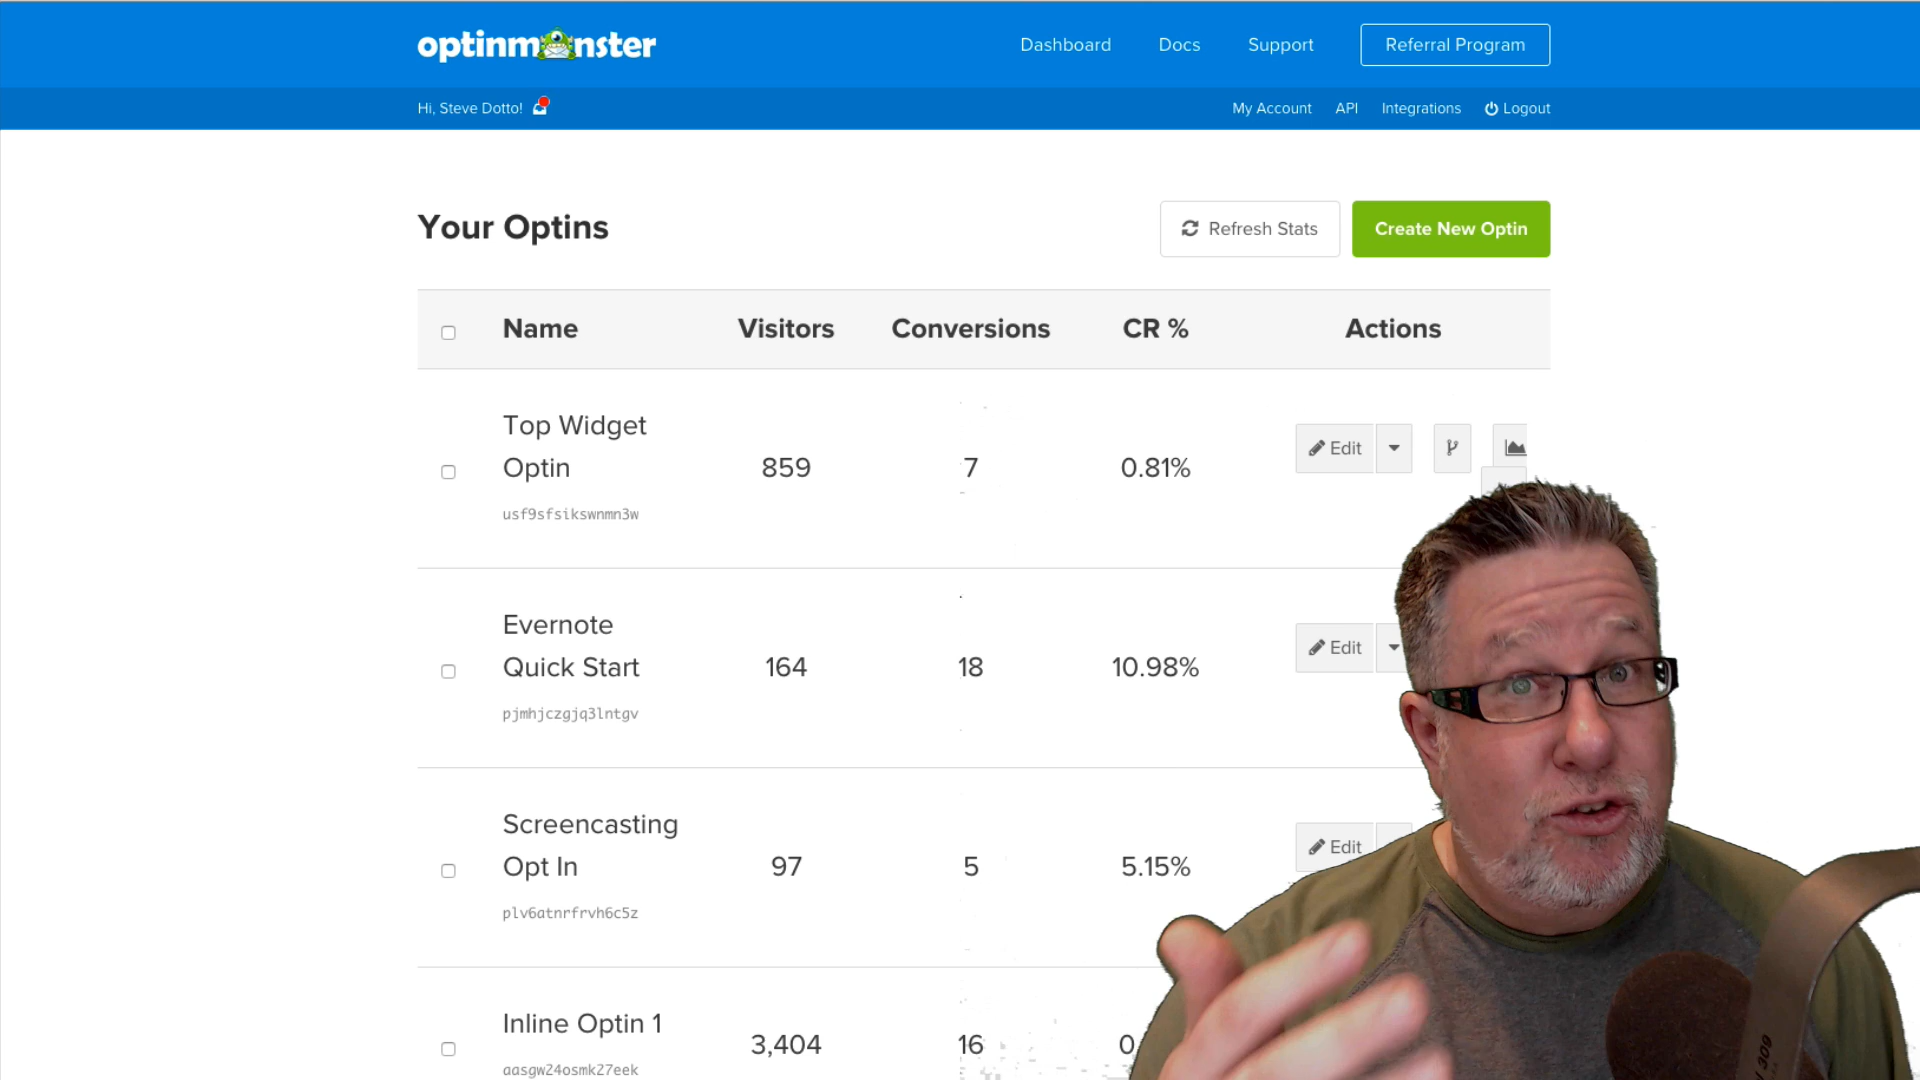 optinmonster
Dashboard Docs Support Referral Program
Hi, Steve Dotto! My Account API Integrations Logout
Your Optins Refresh Stats Create New Optin
Name Visitors Conversions CR % Actions
Top Widget
Optin 859 7 0.81% Edit
usf9sfsikswnmn3w
Evernote
Quick Start 164 18 10.98% Edit
pjmhjczgjq3lntgv
Screencasting
Opt In 97 5 5.15% Edit
plv6atnrfrvh6c5z
Inline Optin 1
3,404 16 0.
aasgw24osmk27eek
309